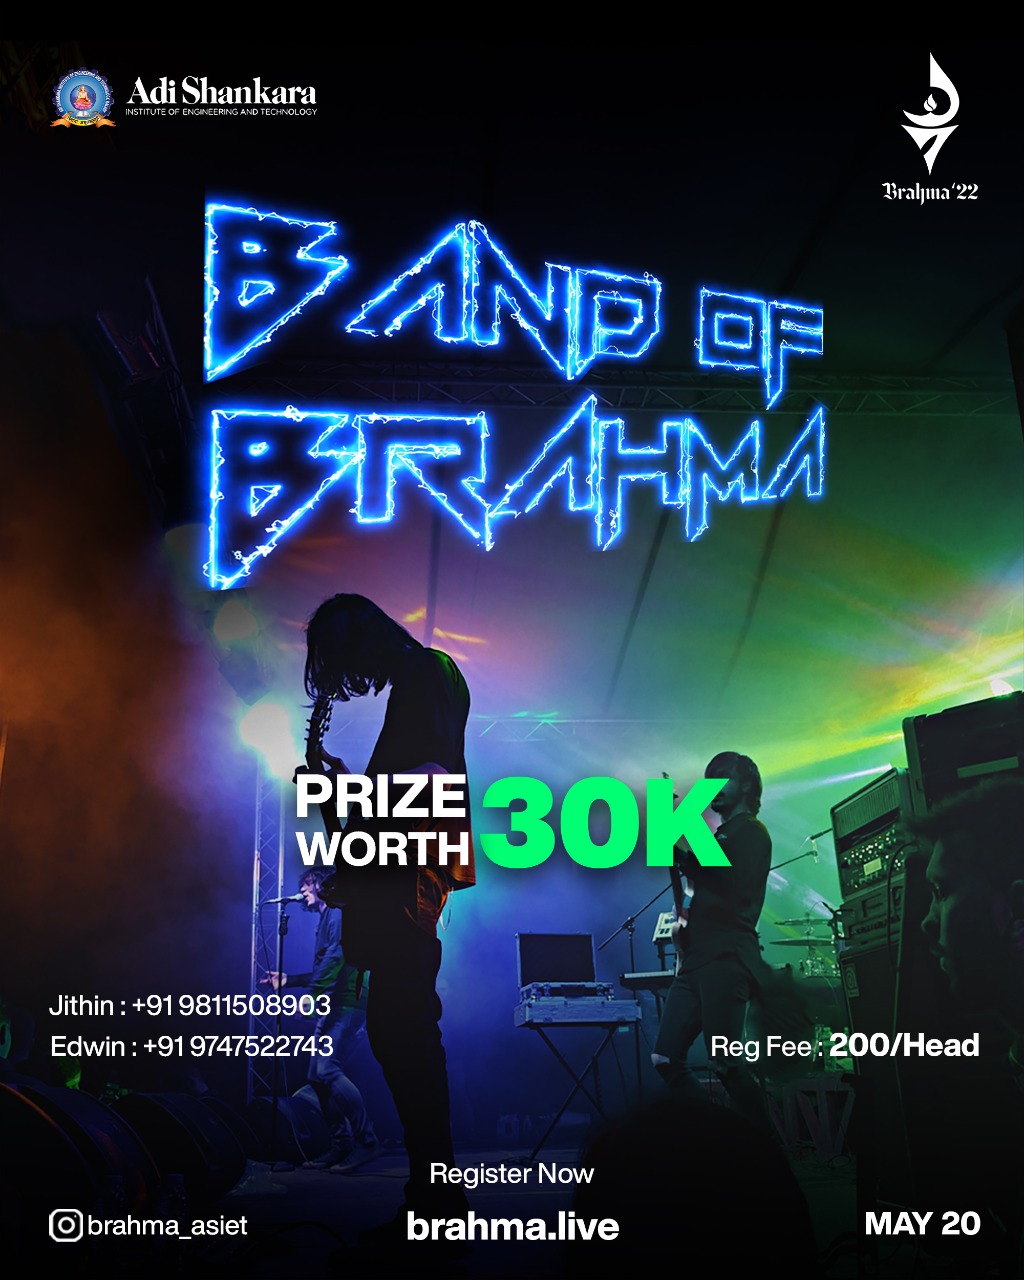 Adi Shankara
INSTITUTE OF ENGINEERING AND TECHNOLOGY
Brahma'22
BAND OF
BRAHMA
PRIZE
WORTH
30K
Jithin : +91 9811508903
Edwin : +91 9747522743
Reg Fee : 200/Head
Register Now
brahma_asiet
brahma.live
MAY 20